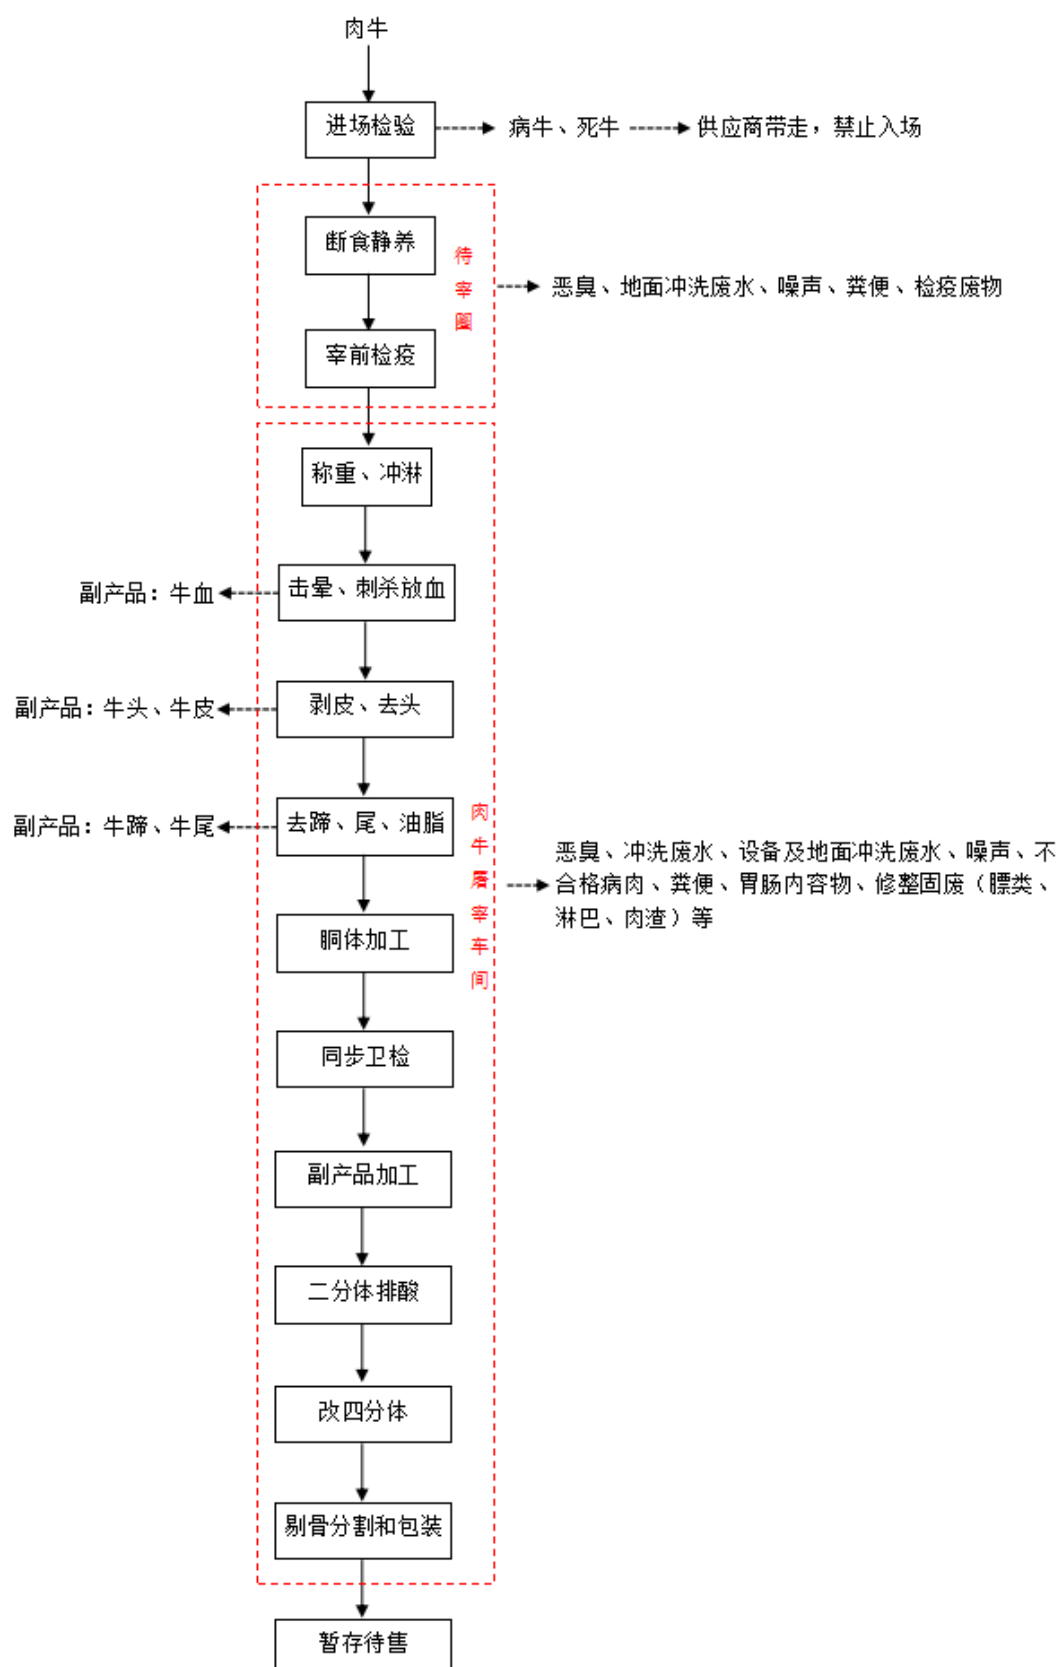 肉牛
进场检验
病牛、死牛
供应商带走，禁止入场
断食静养
待宰圈
恶臭、地面冲洗废水、噪声、粪便、检疫废物
宰前检疫
称重、冲淋
击晕、刺杀放血
副产品：牛血
剥皮、去头
副产品：牛头、牛皮
去蹄、尾、油脂
副产品：牛蹄、牛尾
肉牛屠宰车间
恶臭、冲洗废水、设备及地面冲洗废水、噪声、不
合格病肉、粪便、胃肠内容物、修整固废（膘类、
淋巴、肉渣）等
胴体加工
同步卫检
副产品加工
二分体排酸
改四分体
剔骨分割和包装
暂存待售